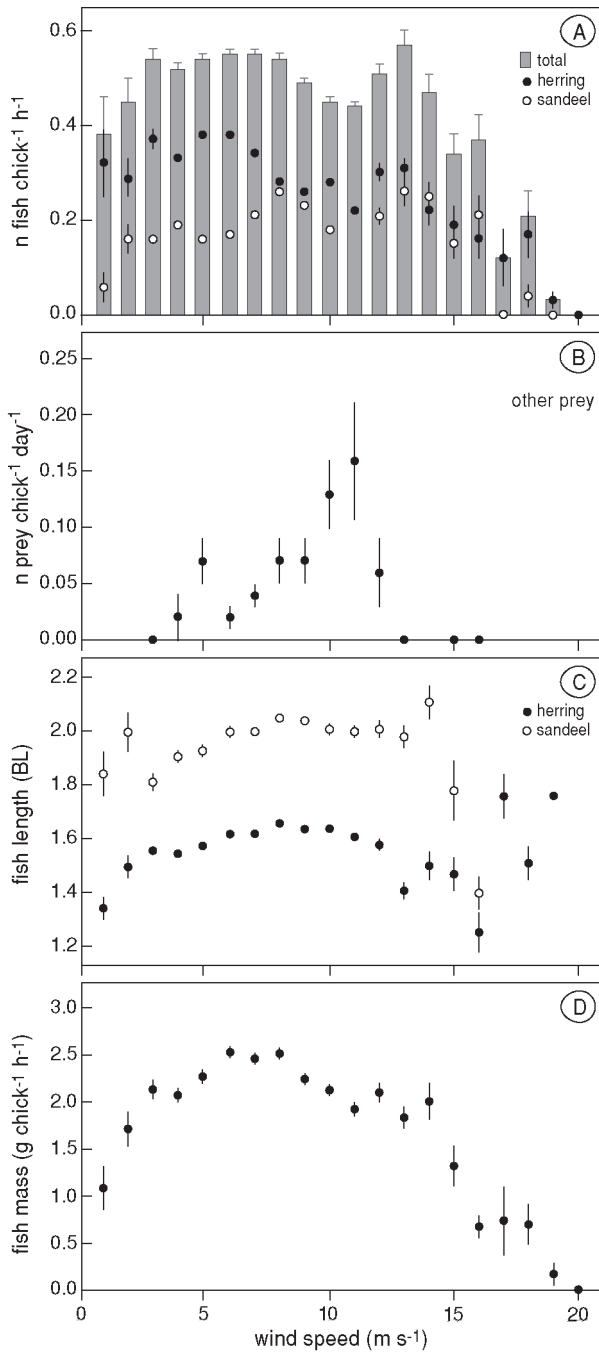 A
total
herring
sandeel
0.6
0.4
0.2
0.0
n fish chick-1 h-1
B
other prey
0.25
0.20
0.15
0.10
0.05
0.00
n prey chick-1 day-1
C
herring
sandeel
2.2
2.0
1.8
1.6
1.4
1.2
fish length (BL)
D
3.0
2.5
2.0
1.5
1.0
0.5
0.0
fish mass (g chick-1 h-1)
0 5 10 15 20
wind speed (m s-1)